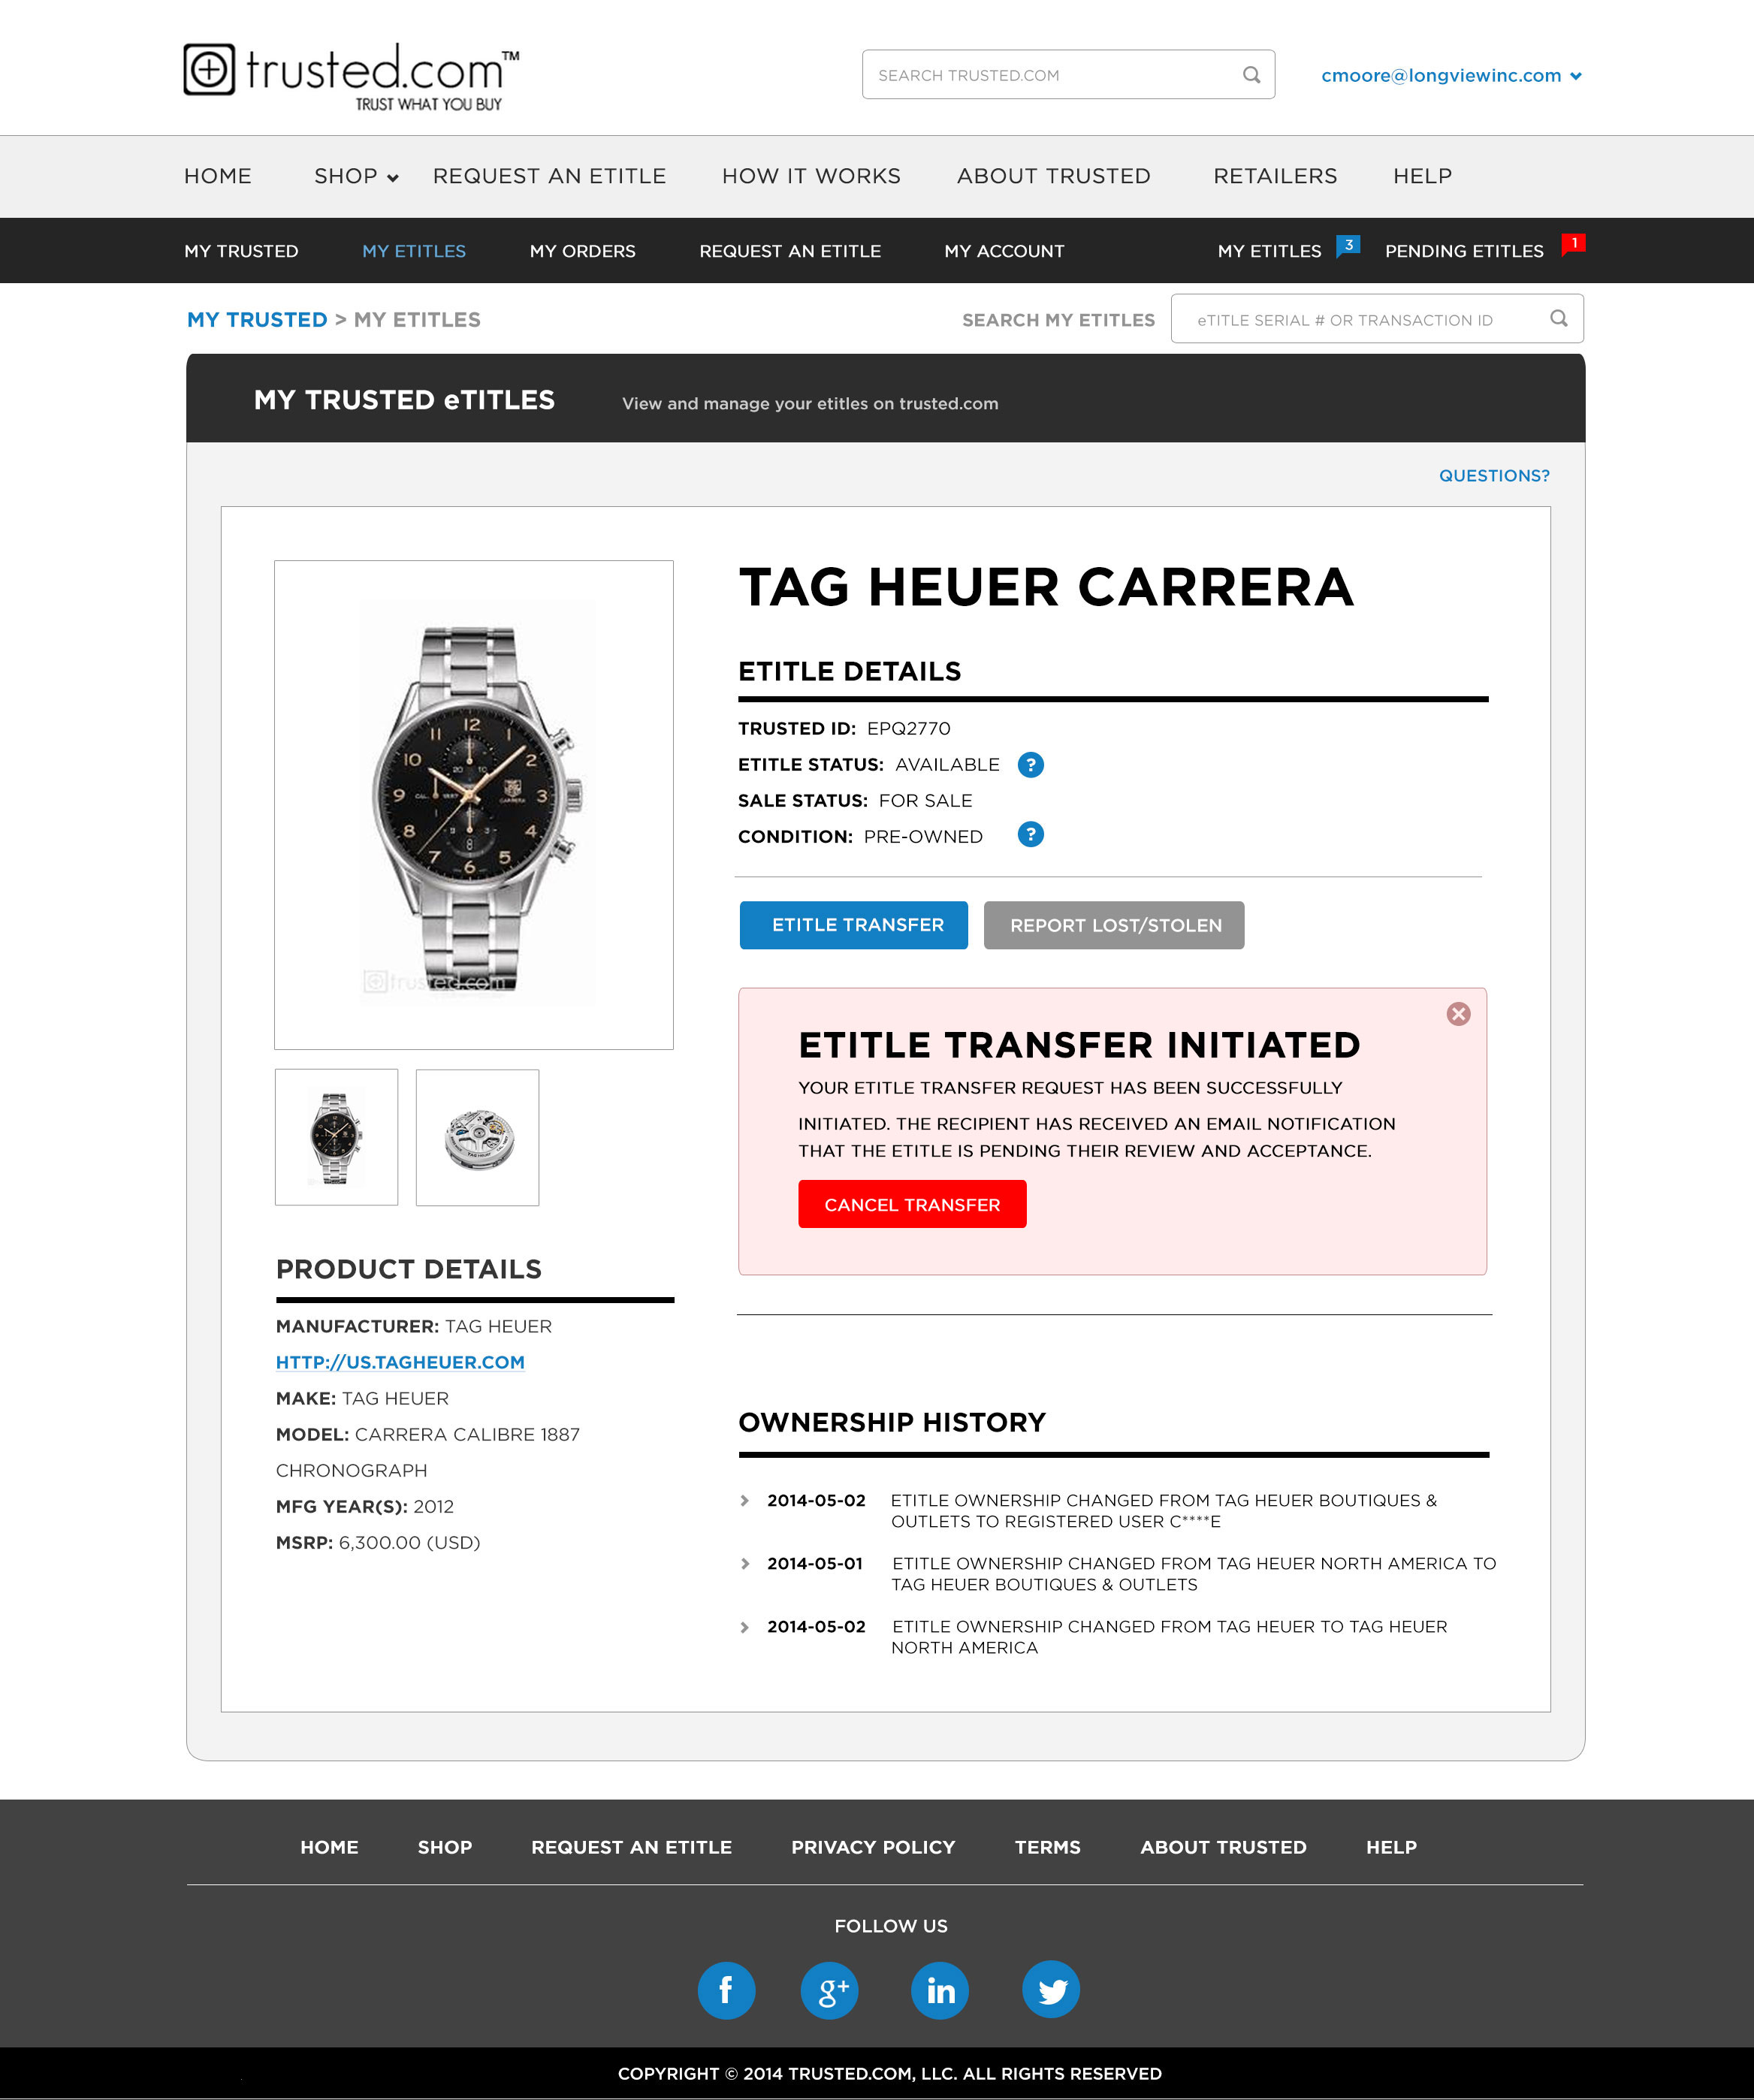 trusted.com™
TRUST WHAT YOU BUY
SEARCH TRUSTED.COM
cmoore@longviewinc.com
HOME SHOP REQUEST AN ETITLE HOW IT WORKS ABOUT TRUSTED RETAILERS HELP
MY TRUSTED MY ETITLES MY ORDERS REQUEST AN ETITLE MY ACCOUNT MY ETITLES 3 PENDING ETITLES 1
MY TRUSTED > MY ETITLES SEARCH MY ETITLES eTITLE SERIAL # OR TRANSACTION ID
MY TRUSTED eTITLES View and manage your etitles on trusted.com
QUESTIONS?
trusted.com
TAG HEUER CARRERA
ETITLE DETAILS
TRUSTED ID: EPQ2770
ETITLE STATUS: AVAILABLE ?
SALE STATUS: FOR SALE
CONDITION: PRE-OWNED ?
ETITLE TRANSFER REPORT LOST/STOLEN
ETITLE TRANSFER INITIATED
YOUR ETITLE TRANSFER REQUEST HAS BEEN SUCCESSFULLY
INITIATED. THE RECIPIENT HAS RECEIVED AN EMAIL NOTIFICATION
THAT THE ETITLE IS PENDING THEIR REVIEW AND ACCEPTANCE.
CANCEL TRANSFER
PRODUCT DETAILS
MANUFACTURER: TAG HEUER
HTTP://US.TAGHEUER.COM
MAKE: TAG HEUER
MODEL: CARRERA CALIBRE 1887
CHRONOGRAPH
MFG YEAR(S): 2012
MSRP: 6,300.00 (USD)
OWNERSHIP HISTORY
2014-05-02 ETITLE OWNERSHIP CHANGED FROM TAG HEUER BOUTIQUES &
OUTLETS TO REGISTERED USER C****E
2014-05-01 ETITLE OWNERSHIP CHANGED FROM TAG HEUER NORTH AMERICA TO
TAG HEUER BOUTIQUES & OUTLETS
2014-05-02 ETITLE OWNERSHIP CHANGED FROM TAG HEUER TO TAG HEUER
NORTH AMERICA
HOME SHOP REQUEST AN ETITLE PRIVACY POLICY TERMS ABOUT TRUSTED HELP
FOLLOW US
f g+ in
COPYRIGHT © 2014 TRUSTED.COM, LLC. ALL RIGHTS RESERVED